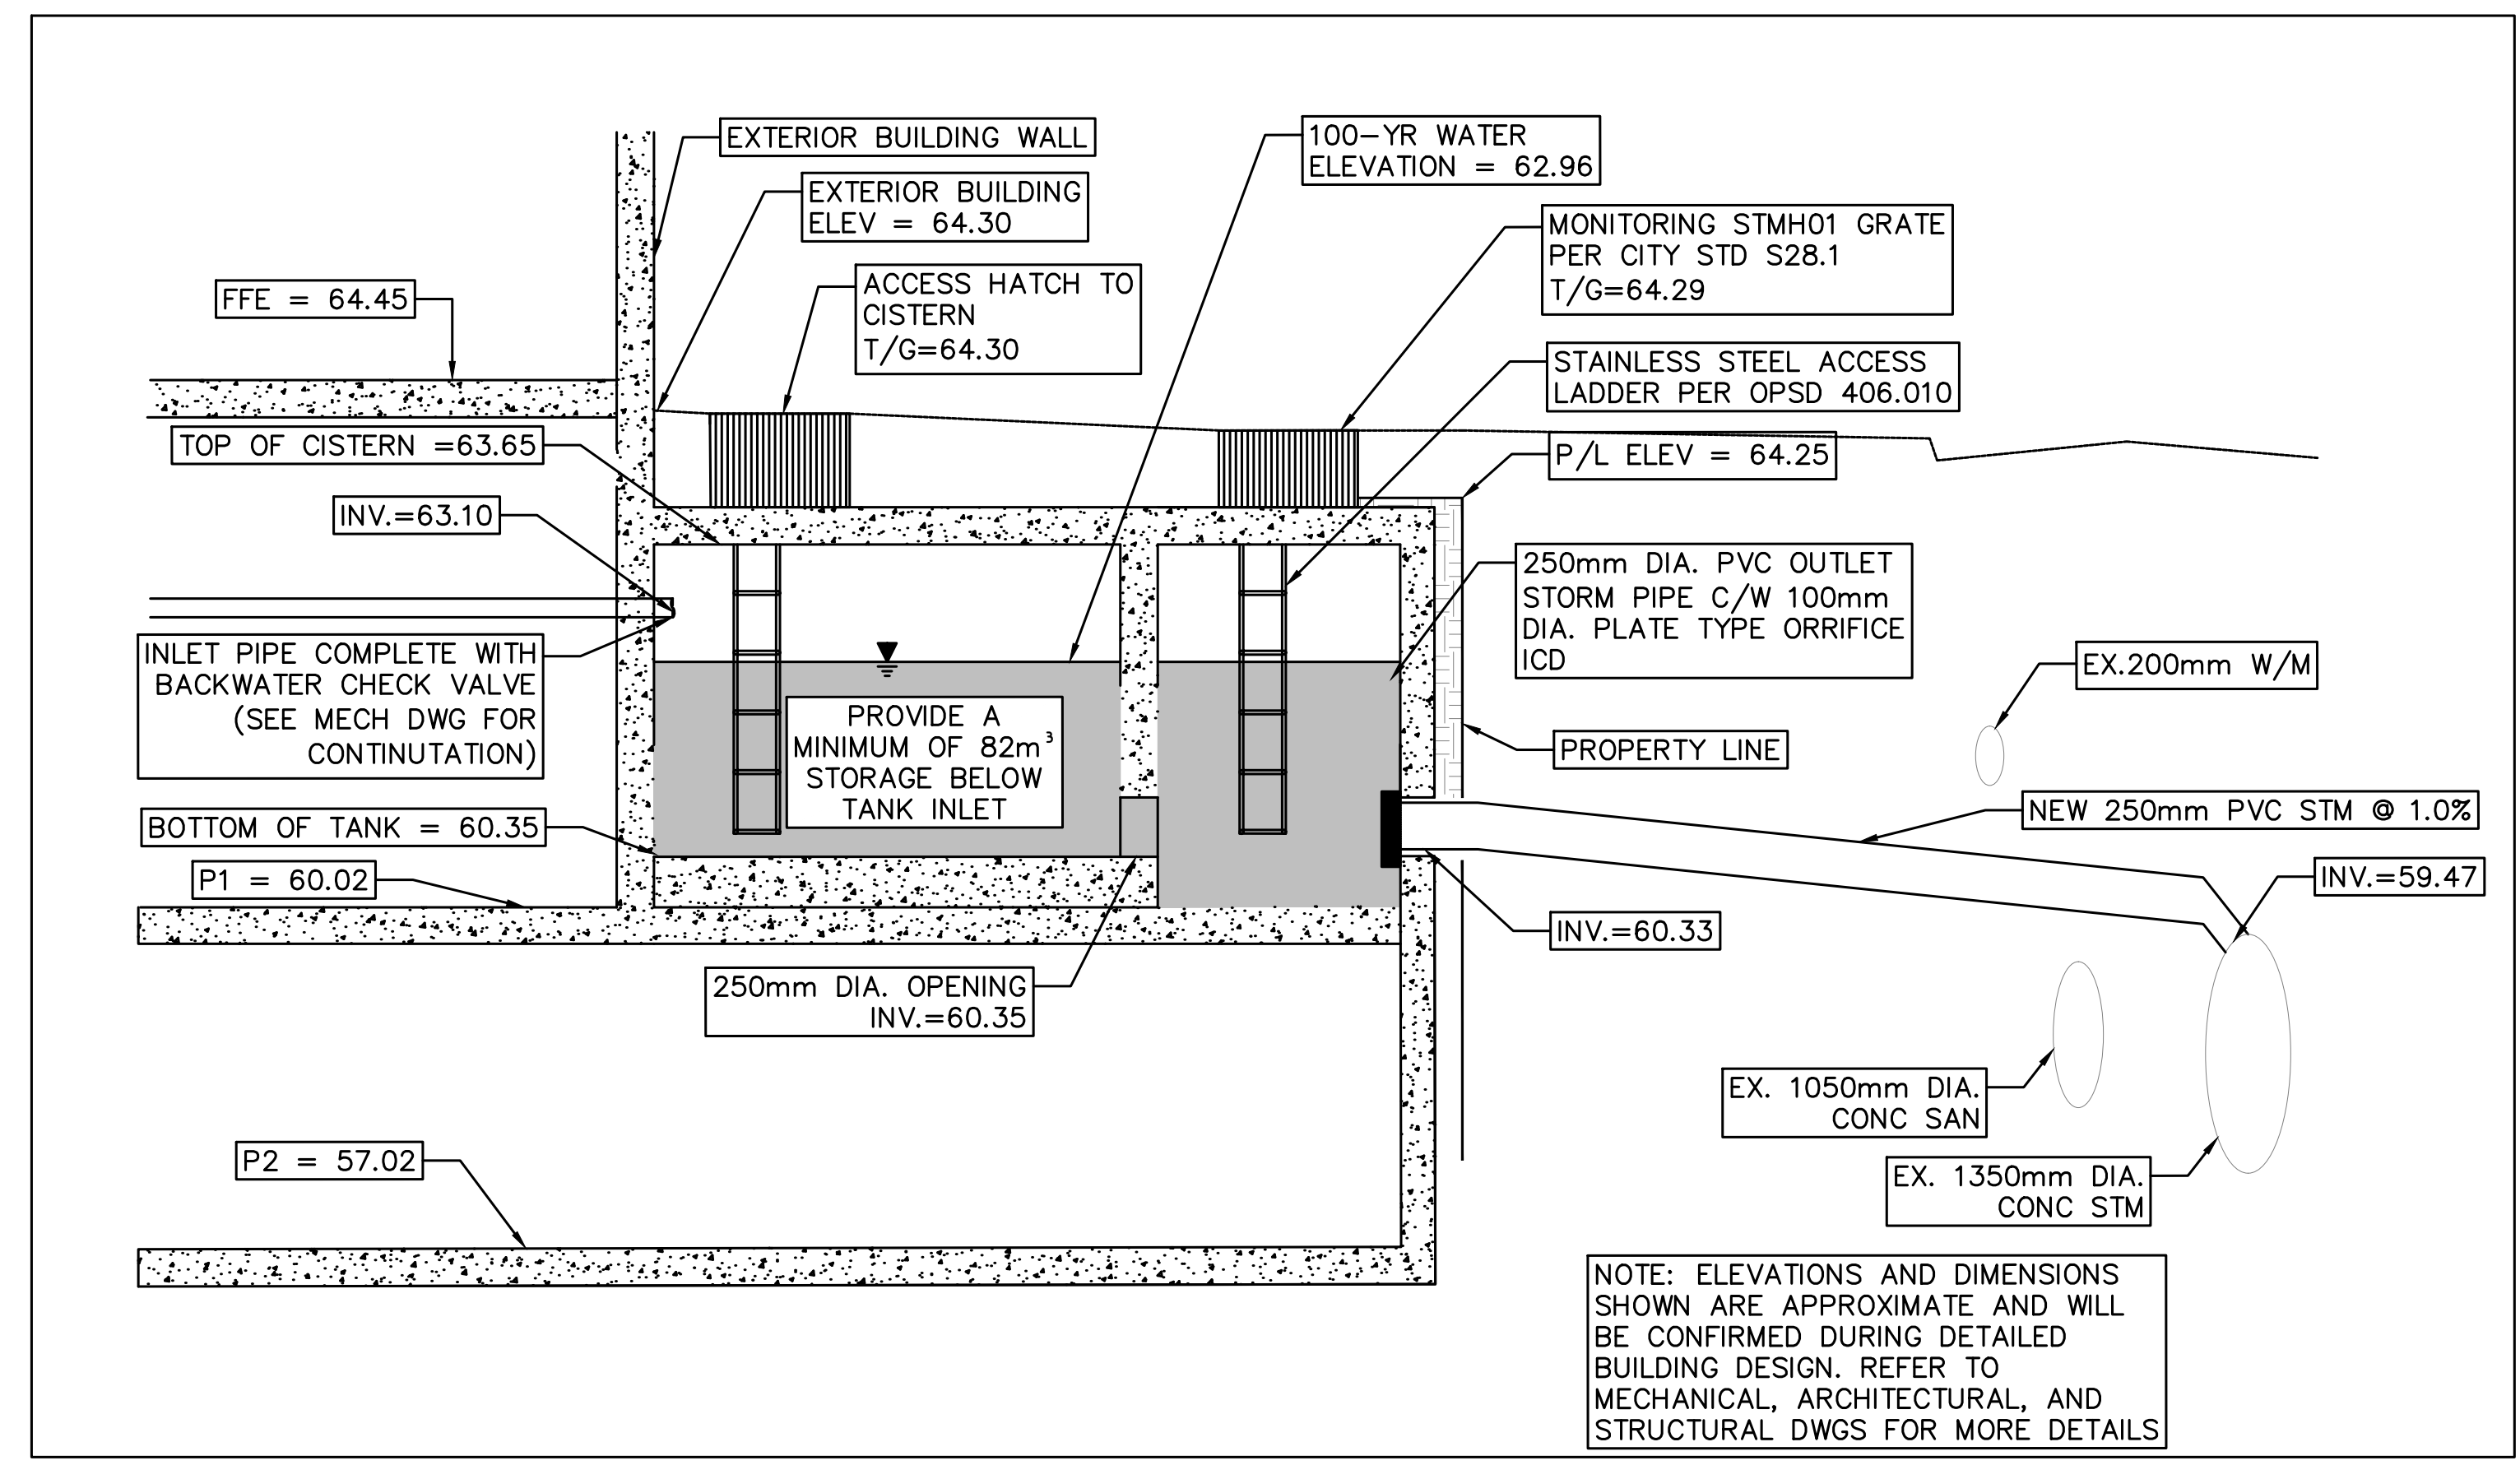 EXTERIOR BUILDING WALL
EXTERIOR BUILDING
ELEV = 64.30
ACCESS HATCH TO
CISTERN
T/G=64.30
100-YR WATER
ELEVATION = 62.96
MONITORING STMH01 GRATE
PER CITY STD S28.1
T/G=64.29
STAINLESS STEEL ACCESS
LADDER PER OPSD 406.010
P/L ELEV = 64.25
FFE = 64.45
TOP OF CISTERN =63.65
INV.=63.10
INLET PIPE COMPLETE WITH
BACKWATER CHECK VALVE
(SEE MECH DWG FOR
CONTINUTATION)
BOTTOM OF TANK = 60.35
P1 = 60.02
PROVIDE A
MINIMUM OF 82m³
STORAGE BELOW
TANK INLET
250mm DIA. PVC OUTLET
STORM PIPE C/W 100mm
DIA. PLATE TYPE ORRIFICE
ICD
PROPERTY LINE
EX.200mm W/M
NEW 250mm PVC STM @ 1.0%
INV.=59.47
INV.=60.33
250mm DIA. OPENING
INV.=60.35
EX. 1050mm DIA.
CONC SAN
EX. 1350mm DIA.
CONC STM
P2 = 57.02
NOTE: ELEVATIONS AND DIMENSIONS
SHOWN ARE APPROXIMATE AND WILL
BE CONFIRMED DURING DETAILED
BUILDING DESIGN. REFER TO
MECHANICAL, ARCHITECTURAL, AND
STRUCTURAL DWGS FOR MORE DETAILS